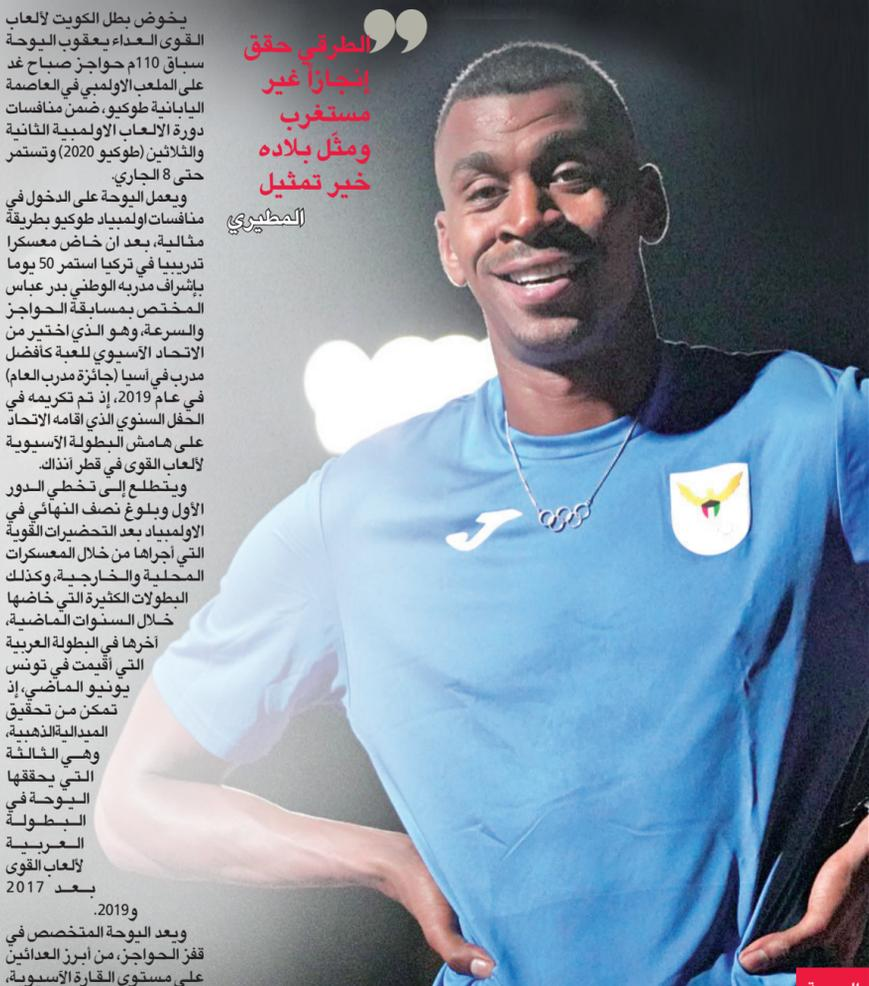 الطرقي حقق
إنجازاً غير
مستغرب
ومثّل بلاده
خير تمثيل
المطيري
يخوض بطل الكويت لألعاب
القوى العداء يعقوب اليوحة
سباق 110م حواجز صباح غد
على الملعب الاولمبي في العاصمة
اليابانية طوكيو، ضمن منافسات
دورة الالعاب الاولمبية الثانية
والثلاثين (طوكيو 2020) وتستمر
حتى 8 الجاري.
ويعمل اليوحة على الدخول في
منافسات اولمبياد طوكيو بطريقة
مثالية، بعد ان خاض معسكرا
تدريبيا في تركيا استمر 50 يوما
بإشراف مدربه الوطني بدر عباس
المختص بمسابقة الحواجز
والسرعة، وهو الذي اختير من
الاتحاد الآسيوي للعبة كأفضل
مدرب في آسيا (جائزة مدرب العام)
في عام 2019، إذ تم تكريمه في
الحفل السنوي الذي اقامه الاتحاد
على هامش البطولة الآسيوية
لألعاب القوى في قطر آنذاك.
ويتطلع إلى تخطي الدور
الأول وبلوغ نصف النهائي في
الاولمبياد بعد التحضيرات القوية
التي أجراها من خلال المعسكرات
المحلية والخارجية، وكذلك
البطولات الكثيرة التي خاضها
خلال السنوات الماضية،
آخرها في البطولة العربية
التي أقيمت في تونس
يونيو الماضي، إذ
تمكن من تحقيق
الميدالية الذهبية،
وهي الثالثة
التي يحققها
اليوحة في
البطولة
العربية
لألعاب القوى
بعد 2017
و2019.
ويعد اليوحة المتخصص في
قفز الحواجز، من أبرز العدائين
على مستوى القارة الآسيوية،